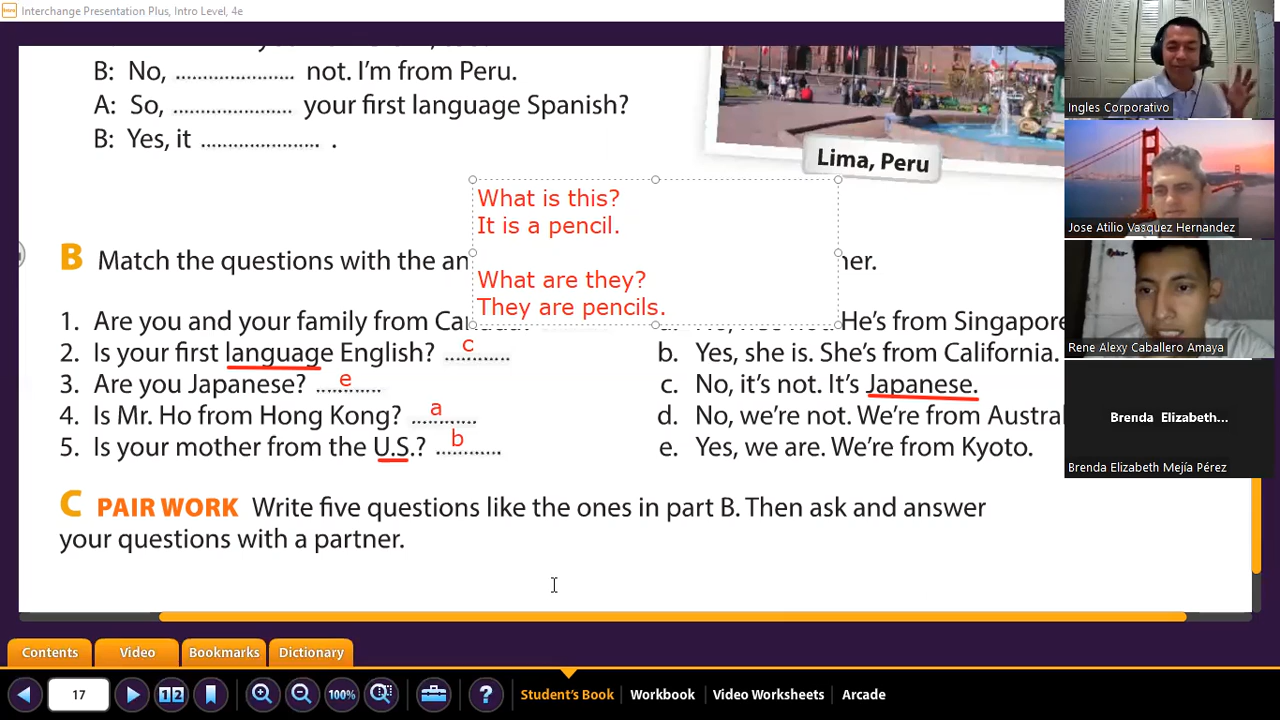 Interchange Presentation Plus, Intro Level, 4e
B: No, ...................... not. I'm from Peru.
A: So, ...................... your first language Spanish?
B: Yes, it ...................... .
Lima, Peru
What is this?
It is a pencil.
What are they?
They are pencils.
B Match the questions with the an
ner.
1. Are you and your family from
2. Is your first language English? c
3. Are you Japanese? e
4. Is Mr. Ho from Hong Kong? a
5. Is your mother from the U.S.? b
He's from Singapore
b. Yes, she is. She's from California.
c. No, it's not. It's Japanese.
d. No, we're not. We're from Austral
e. Yes, we are. We're from Kyoto.
C PAIR WORK Write five questions like the ones in part B. Then ask and answer
your questions with a partner.
Ingles Corporativo
Jose Atilio Vasquez Hernandez
Rene Alexy Caballero Amaya
Brenda Elizabeth...
Brenda Elizabeth Mejía Pérez
Contents Video Bookmarks Dictionary
17 1 2 100% ? Student's Book Workbook Video Worksheets Arcade